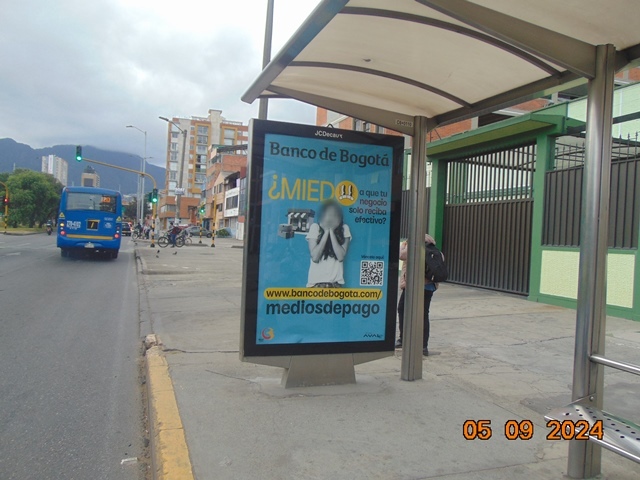 JCDecaux
Banco de Bogotá
¿MIEDO
a que tu
negocio
solo reciba
efectivo?
www.bancodebogota.com/
mediosdepago
05 09 2024